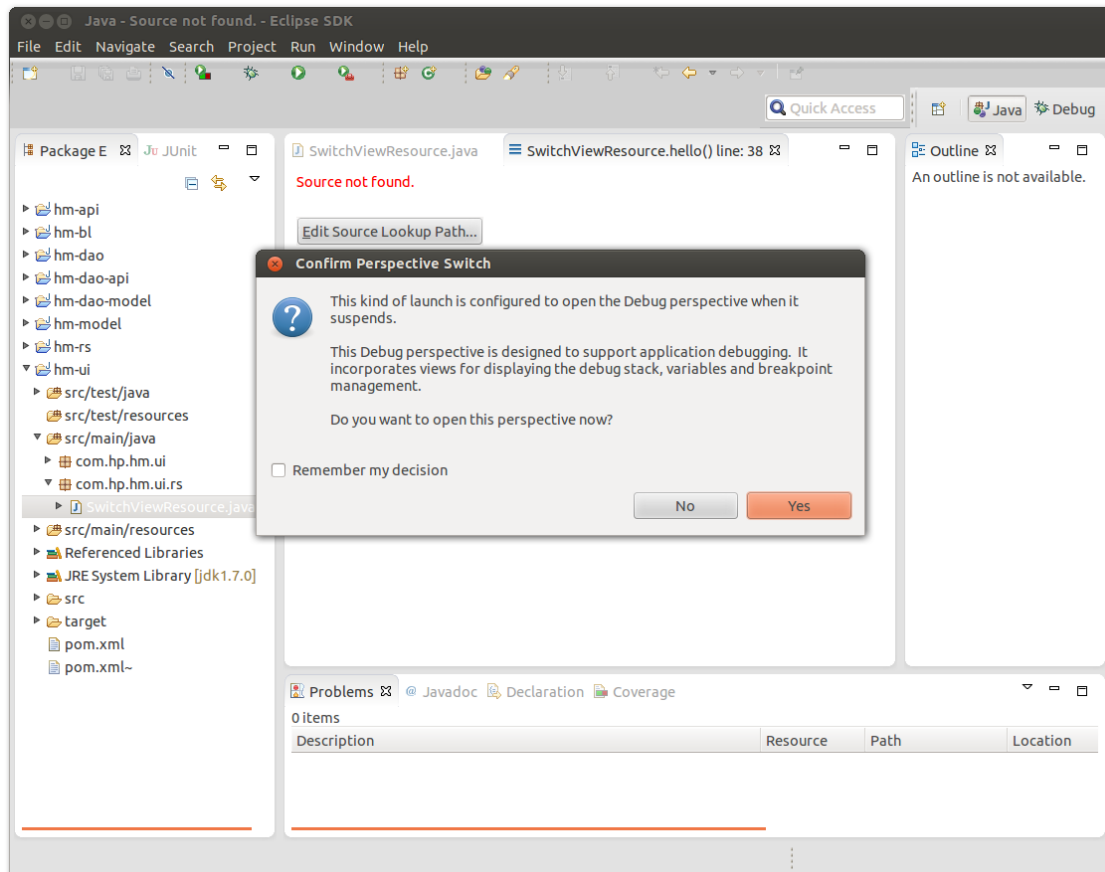 Java - Source not found. - Eclipse SDK
File Edit Navigate Search Project Run Window Help
Quick Access
Java
Debug
Package E
JUnit
hm-api
hm-bl
hm-dao
hm-dao-api
hm-dao-model
hm-model
hm-rs
hm-ui
src/test/java
src/test/resources
src/main/java
com.hp.hm.ui
com.hp.hm.ui.rs
SwitchViewResource.java
src/main/resources
Referenced Libraries
JRE System Library [jdk1.7.0]
src
target
pom.xml
pom.xml~
SwitchViewResource.java
SwitchViewResource.hello() line: 38
Source not found.
Edit Source Lookup Path...
Outline
An outline is not available.
Confirm Perspective Switch
This kind of launch is configured to open the Debug perspective when it
suspends.
This Debug perspective is designed to support application debugging. It
incorporates views for displaying the debug stack, variables and breakpoint
management.
Do you want to open this perspective now?
Remember my decision
No
Yes
Problems
Javadoc
Declaration
Coverage
0 items
Description Resource Path Location